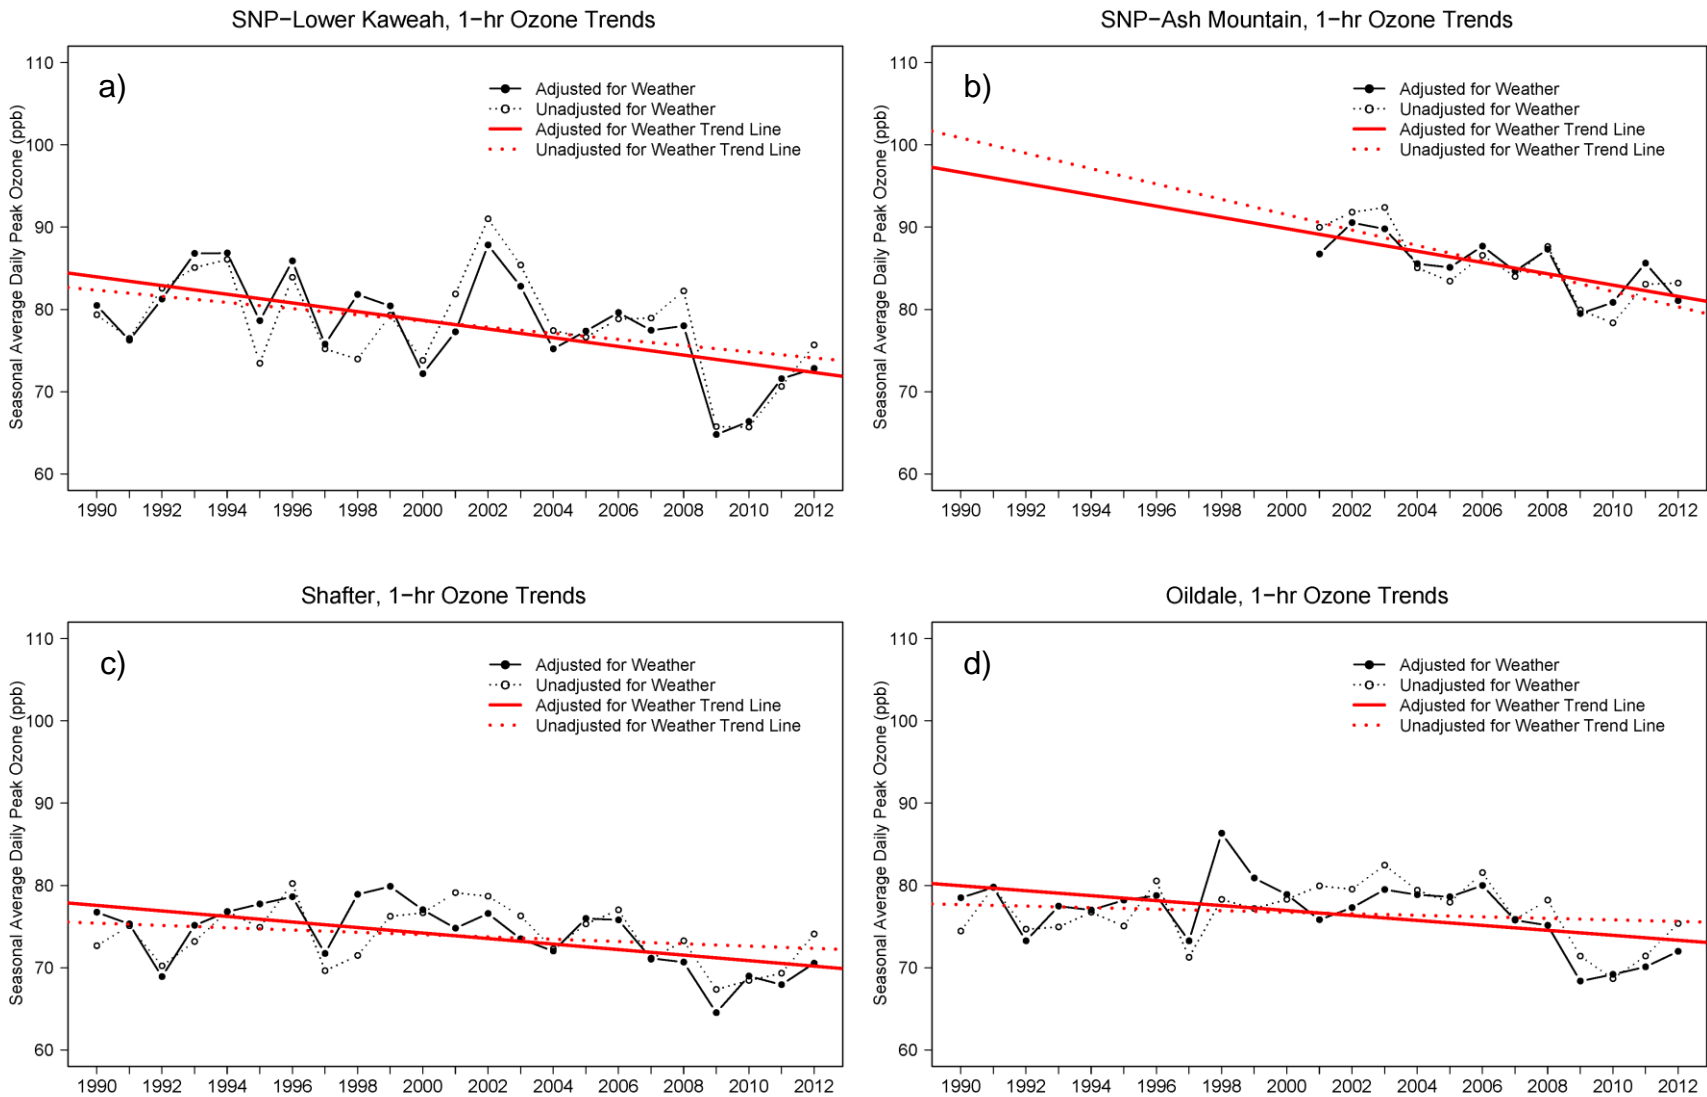 SNP−Lower Kaweah, 1−hr Ozone Trends
a)
Adjusted for Weather
Unadjusted for Weather
Adjusted for Weather Trend Line
Unadjusted for Weather Trend Line
Seasonal Average Daily Peak Ozone (ppb)
110
100
90
80
70
60
1990 1992 1994 1996 1998 2000 2002 2004 2006 2008 2010 2012
SNP−Ash Mountain, 1−hr Ozone Trends
b)
Adjusted for Weather
Unadjusted for Weather
Adjusted for Weather Trend Line
Unadjusted for Weather Trend Line
Seasonal Average Daily Peak Ozone (ppb)
110
100
90
80
70
60
1990 1992 1994 1996 1998 2000 2002 2004 2006 2008 2010 2012
Shafter, 1−hr Ozone Trends
c)
Adjusted for Weather
Unadjusted for Weather
Adjusted for Weather Trend Line
Unadjusted for Weather Trend Line
Seasonal Average Daily Peak Ozone (ppb)
110
100
90
80
70
60
1990 1992 1994 1996 1998 2000 2002 2004 2006 2008 2010 2012
Oildale, 1−hr Ozone Trends
d)
Adjusted for Weather
Unadjusted for Weather
Adjusted for Weather Trend Line
Unadjusted for Weather Trend Line
Seasonal Average Daily Peak Ozone (ppb)
110
100
90
80
70
60
1990 1992 1994 1996 1998 2000 2002 2004 2006 2008 2010 2012